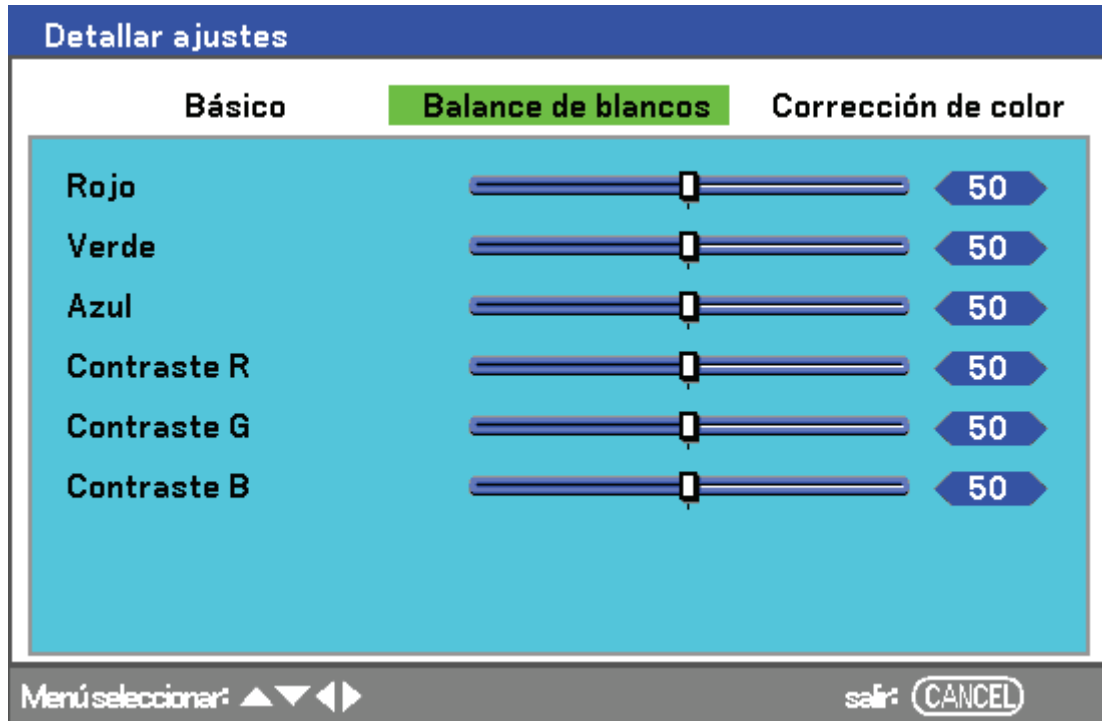 Detallar ajustes
Básico Balance de blancos Corrección de color
Rojo 50
Verde 50
Azul 50
Contraste R 50
Contraste G 50
Contraste B 50
Menú seleccionar: ▲▼◀▶ salir: CANCEL